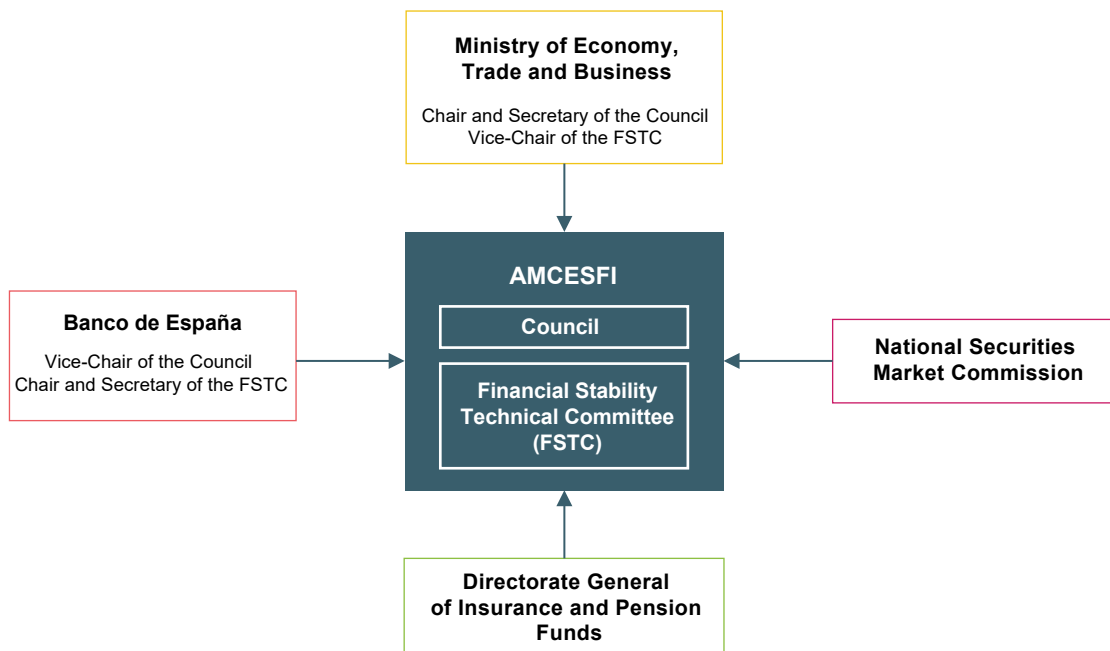 Ministry of Economy,
Trade and Business
Chair and Secretary of the Council
Vice-Chair of the FSTC
AMCESFI
Council
Financial Stability
Technical Committee
(FSTC)
Banco de España
Vice-Chair of the Council
Chair and Secretary of the FSTC
National Securities
Market Commission
Directorate General
of Insurance and Pension
Funds